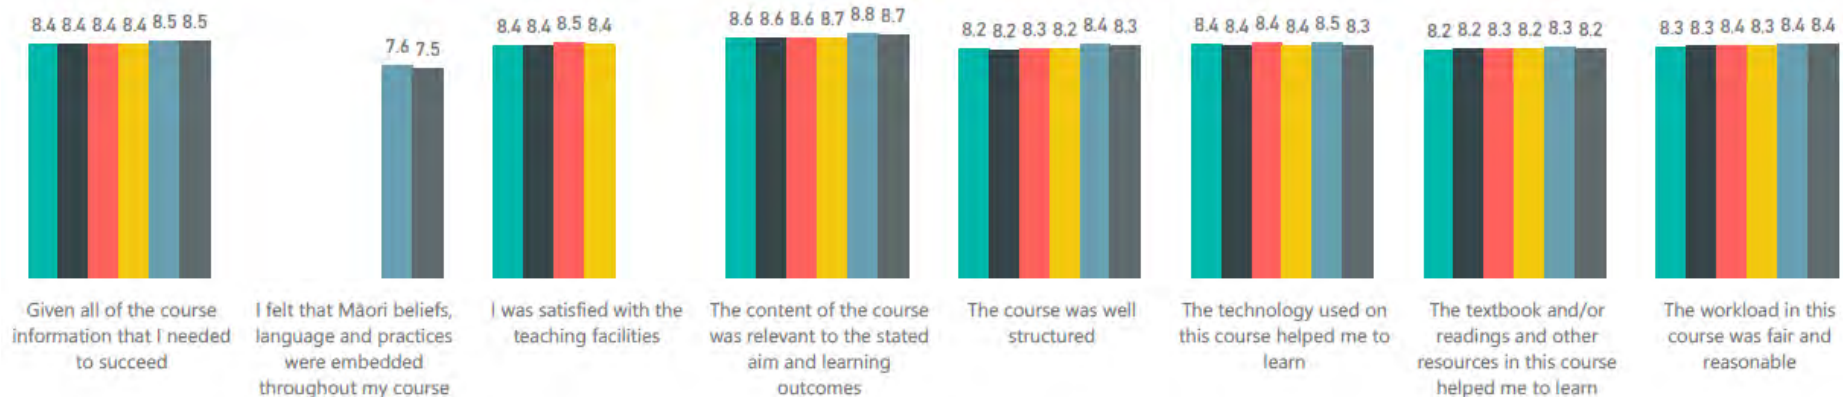 8.4 8.4 8.4 8.4 8.5 8.5
Given all of the course
information that I needed
to succeed
7.6 7.5
I felt that Māori beliefs,
language and practices
were embedded
throughout my course
8.4 8.4 8.5 8.4
I was satisfied with the
teaching facilities
8.6 8.6 8.6 8.7 8.8 8.7
The content of the course
was relevant to the stated
aim and learning
outcomes
8.2 8.2 8.3 8.2 8.4 8.3
The course was well
structured
8.4 8.4 8.4 8.4 8.5 8.3
The technology used on
this course helped me to
learn
8.2 8.2 8.3 8.2 8.3 8.2
The textbook and/or
readings and other
resources in this course
helped me to learn
8.3 8.3 8.4 8.3 8.4 8.4
The workload in this
course was fair and
reasonable